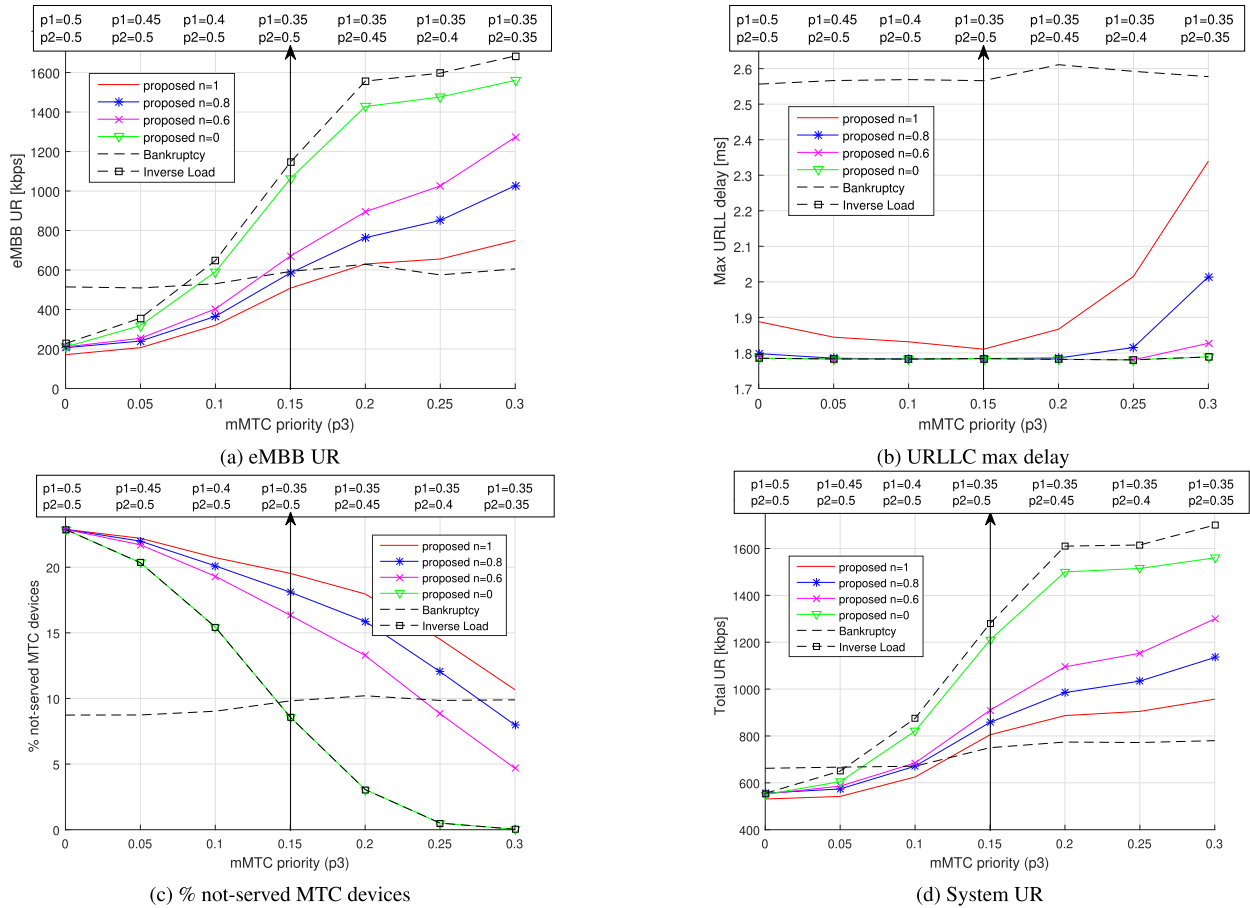 p1=0.5 p1=0.45 p1=0.4 p1=0.35 p1=0.35 p1=0.35 p1=0.35
p2=0.5 p2=0.5 p2=0.5 p2=0.5 p2=0.45 p2=0.4 p2=0.35
1600
1400
1200
1000
800
600
400
200
0
eMBB UR [kbps]
proposed n=1
proposed n=0.8
proposed n=0.6
proposed n=0
Bankruptcy
Inverse Load
0 0.05 0.1 0.15 0.2 0.25 0.3
mMTC priority (p3)
(a) eMBB UR
p1=0.5 p1=0.45 p1=0.4 p1=0.35 p1=0.35 p1=0.35 p1=0.35
p2=0.5 p2=0.5 p2=0.5 p2=0.5 p2=0.45 p2=0.4 p2=0.35
2.6
2.5
2.4
2.3
2.2
2.1
2
1.9
1.8
1.7
Max URLL delay [ms]
proposed n=1
proposed n=0.8
proposed n=0.6
proposed n=0
Bankruptcy
Inverse Load
0 0.05 0.1 0.15 0.2 0.25 0.3
mMTC priority (p3)
(b) URLLC max delay
p1=0.5 p1=0.45 p1=0.4 p1=0.35 p1=0.35 p1=0.35 p1=0.35
p2=0.5 p2=0.5 p2=0.5 p2=0.5 p2=0.45 p2=0.4 p2=0.35
20
15
10
5
0
% not-served MTC devices
proposed n=1
proposed n=0.8
proposed n=0.6
proposed n=0
Bankruptcy
Inverse Load
0 0.05 0.1 0.15 0.2 0.25 0.3
mMTC priority (p3)
(c) % not-served MTC devices
p1=0.5 p1=0.45 p1=0.4 p1=0.35 p1=0.35 p1=0.35 p1=0.35
p2=0.5 p2=0.5 p2=0.5 p2=0.5 p2=0.45 p2=0.4 p2=0.35
1600
1400
1200
1000
800
600
400
Total UR [kbps]
proposed n=1
proposed n=0.8
proposed n=0.6
proposed n=0
Bankruptcy
Inverse Load
0 0.05 0.1 0.15 0.2 0.25 0.3
mMTC priority (p3)
(d) System UR